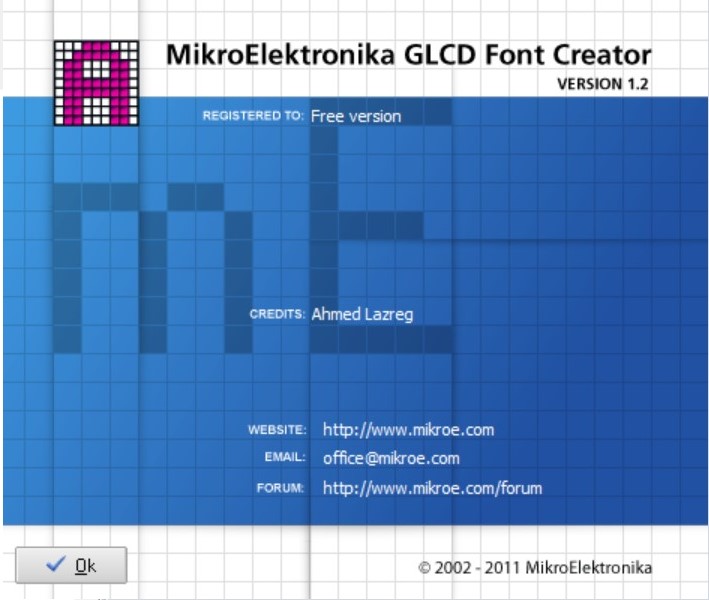 MikroElektronika GLCD Font Creator
VERSION 1.2
REGISTERED TO: Free version
CREDITS: Ahmed Lazreg
WEBSITE: http://www.mikroe.com
EMAIL: office@mikroe.com
FORUM: http://www.mikroe.com/forum
Ok
© 2002 - 2011 MikroElektronika